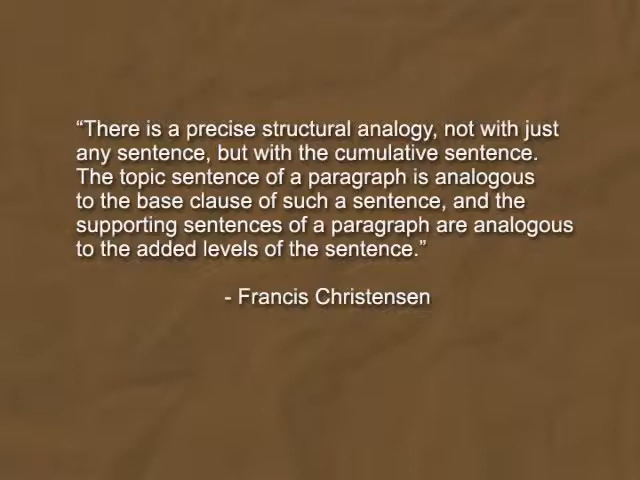 “There is a precise structural analogy, not with just
any sentence, but with the cumulative sentence.
The topic sentence of a paragraph is analogous
to the base clause of such a sentence, and the
supporting sentences of a paragraph are analogous
to the added levels of the sentence.”
- Francis Christensen